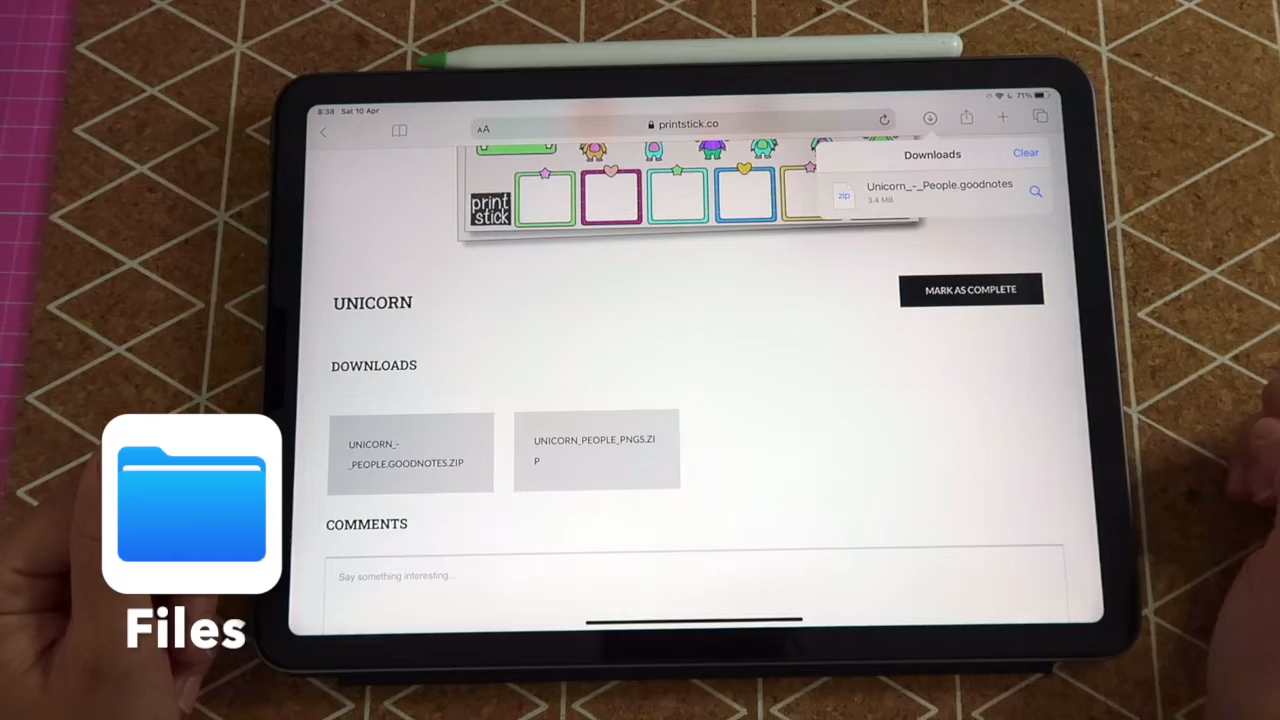 8:38 Sat 10 Apr
71%
AA
printstick.co
Downloads
Clear
zip
Unicorn_-_People.goodnotes
3.4 MB
print
stick
UNICORN
MARK AS COMPLETE
DOWNLOADS
UNICORN_-
_PEOPLE.GOODNOTES.ZIP
UNICORN_PEOPLE_PNGS.ZI
P
COMMENTS
Say something interesting...
Files